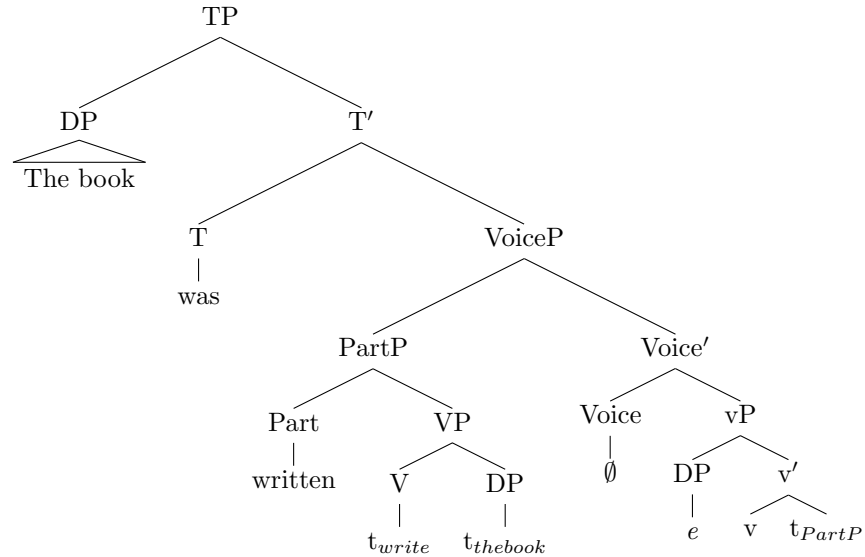 TP
DP T′
The book
T VoiceP
was
PartP Voice′
Part VP Voice vP
written V DP ∅ DP v′
t_write t_thebook e v t_PartP